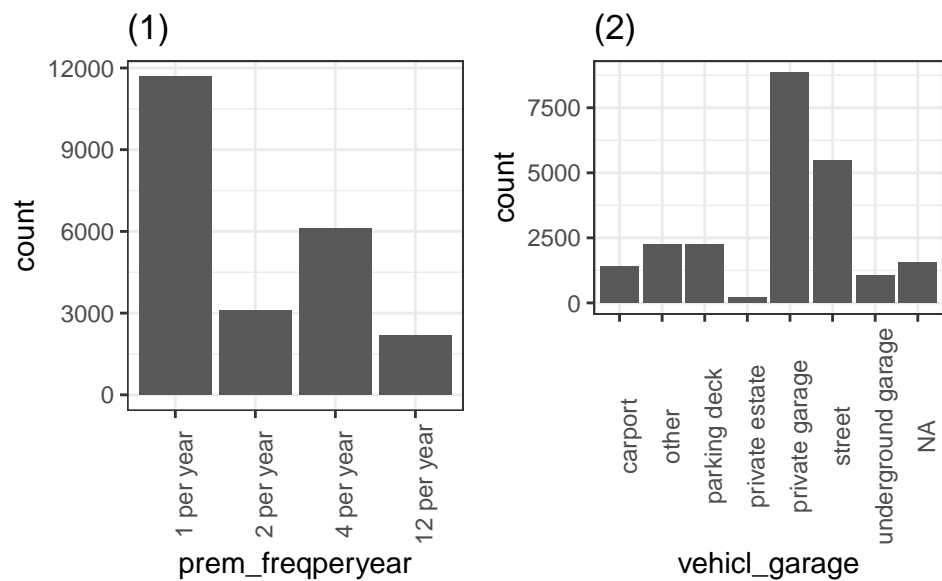 (1)
12000
9000
6000
3000
0
count
1 per year
2 per year
4 per year
12 per year
prem_freqperyear
(2)
7500
5000
2500
0
count
carport
other
parking deck
private estate
private garage
street
underground garage
NA
vehicl_garage